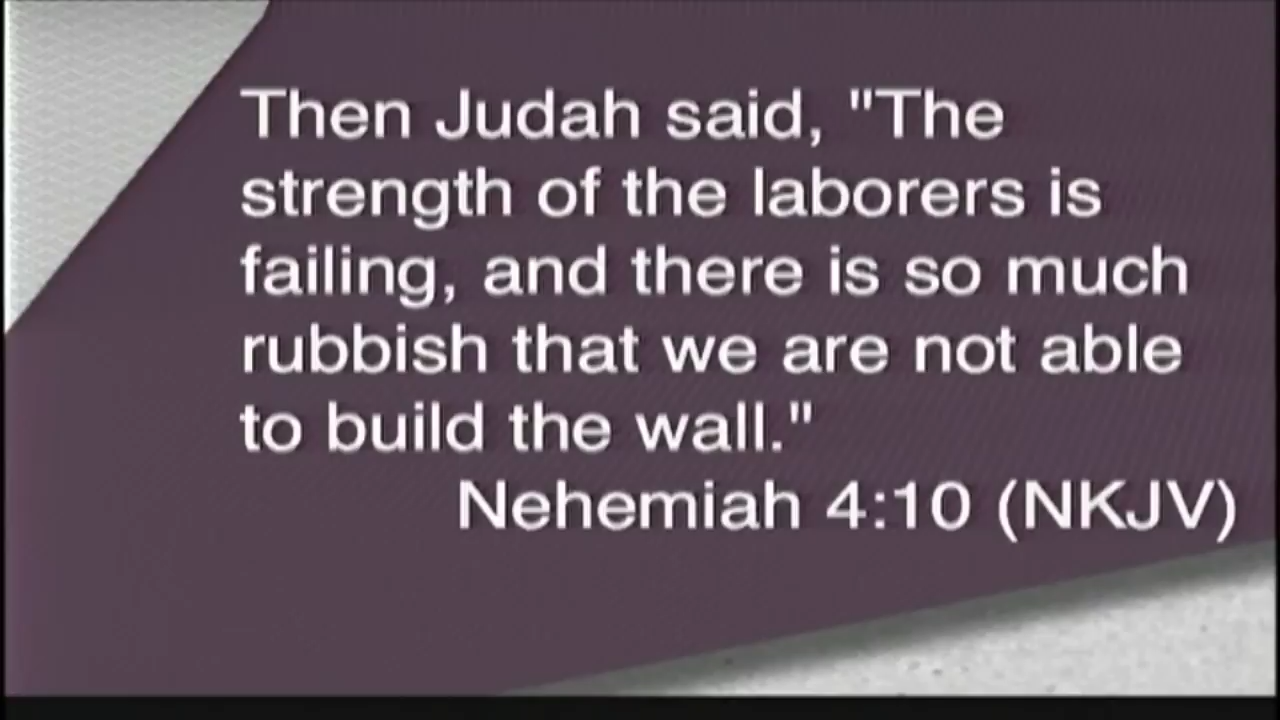 Then Judah said, "The
strength of the laborers is
failing, and there is so much
rubbish that we are not able
to build the wall."
Nehemiah 4:10 (NKJV)